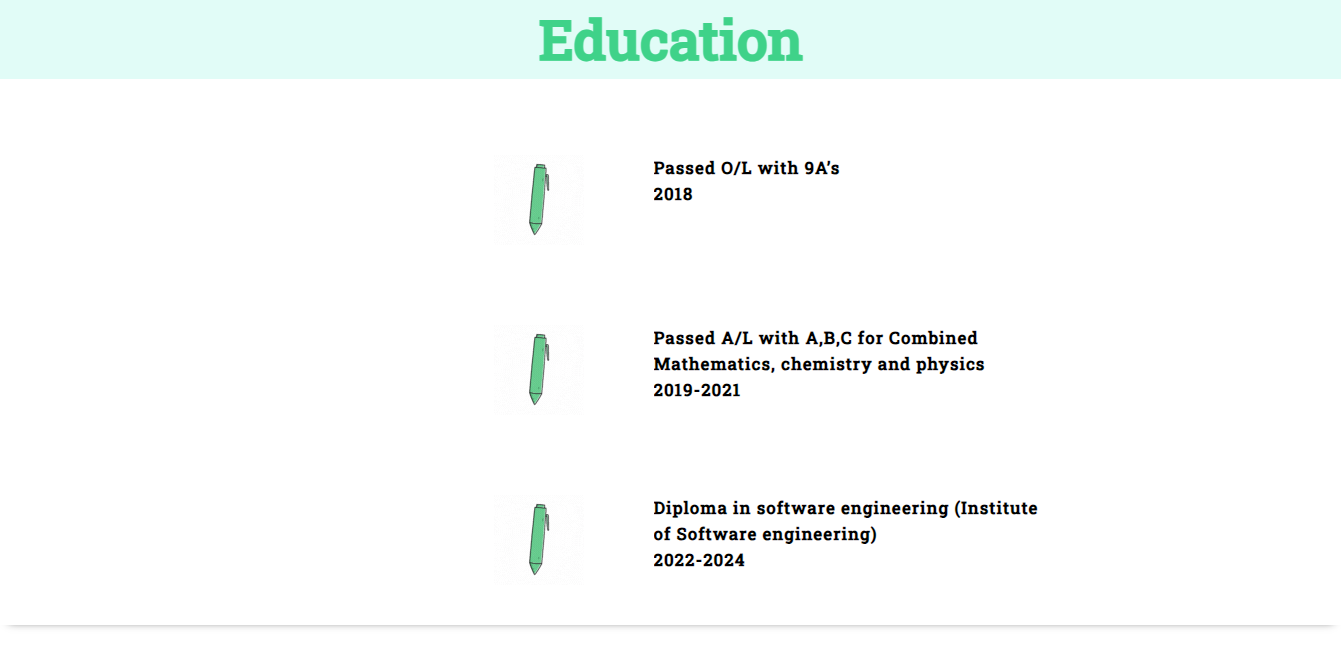 Education
Passed O/L with 9A’s
2018
Passed A/L with A,B,C for Combined
Mathematics, chemistry and physics
2019-2021
Diploma in software engineering (Institute
of Software engineering)
2022-2024